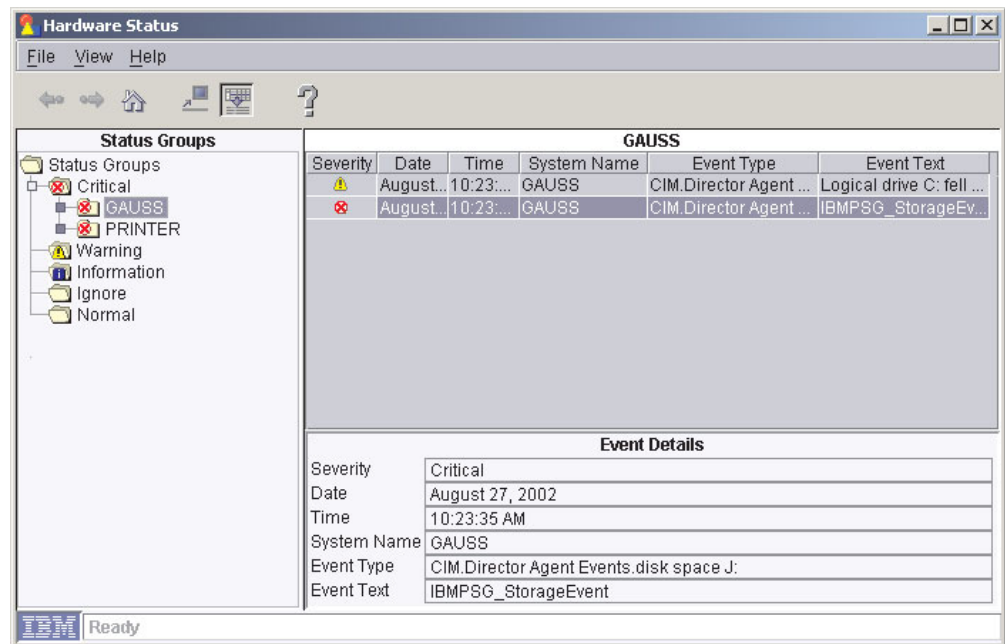 Hardware Status
File View Help
Status Groups
Status Groups
Critical
GAUSS
PRINTER
Warning
Information
Ignore
Normal
GAUSS
Severity Date Time System Name Event Type Event Text
August... 10:23:... GAUSS CIM.Director Agent ... Logical drive C: fell ...
August... 10:23:... GAUSS CIM.Director Agent ... IBMPSG_StorageEv...
Event Details
Severity Critical
Date August 27, 2002
Time 10:23:35 AM
System Name GAUSS
Event Type CIM.Director Agent Events.disk space J:
Event Text IBMPSG_StorageEvent
IBM Ready